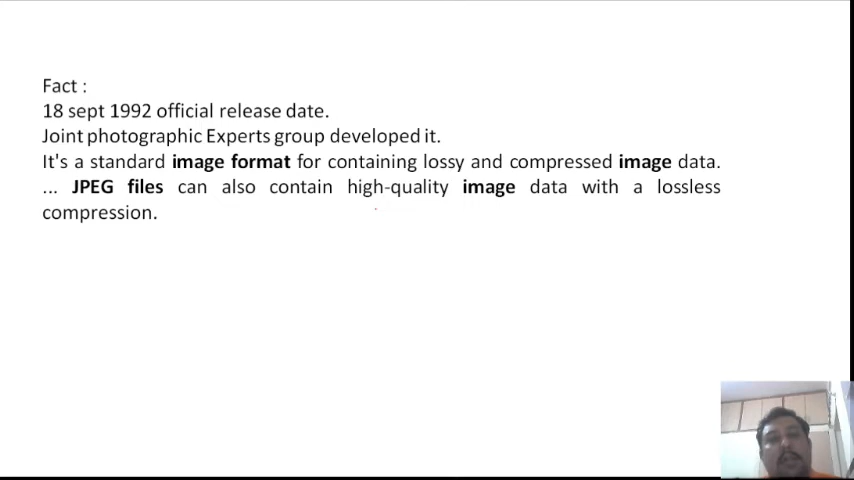 Fact :
18 sept 1992 official release date.
Joint photographic Experts group developed it.
It's a standard image format for containing lossy and compressed image data.
... JPEG files can also contain high-quality image data with a lossless
compression.